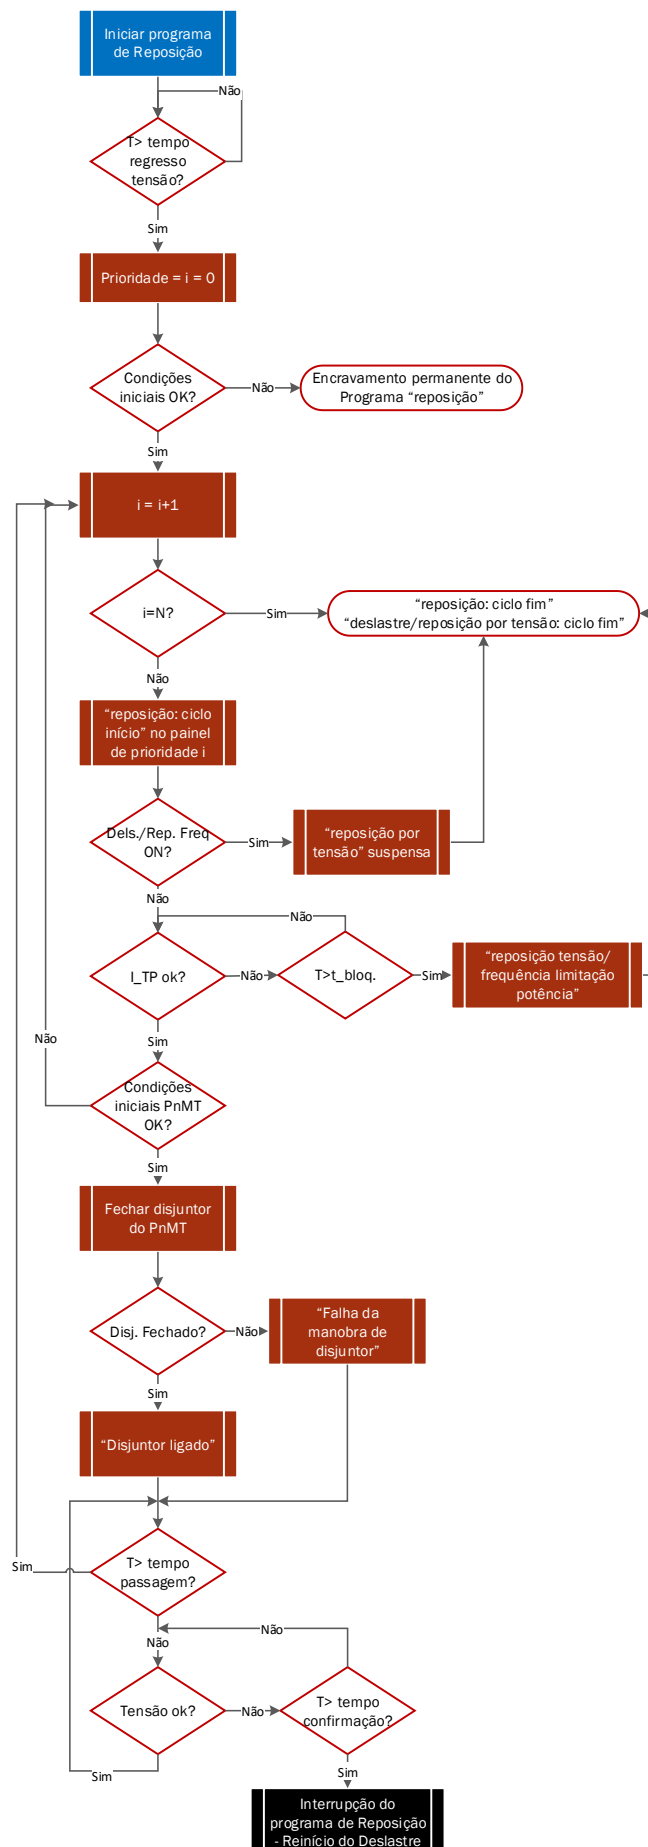 Iniciar programa
de Reposição
Não
T> tempo
regresso
tensão?
Sim
Prioridade = i = 0
Condições
iniciais OK?
Não
Encravamento permanente do
Programa “reposição”
Sim
i = i+1
i=N?
Sim
“reposição: ciclo fim”
“deslastre/reposição por tensão: ciclo fim”
Não
“reposição: ciclo
início” no painel
de prioridade i
Dels./Rep. Freq
ON?
Sim
“reposição por
tensão” suspensa
Não
Não
I_TP ok?
Não
T>t_bloq.
Sim
“reposição tensão/
frequência limitação
potência”
Sim
Não
Condições
iniciais PnMT
OK?
Sim
Fechar disjuntor
do PnMT
Disj. Fechado?
Não
“Falha da
manobra de
disjuntor”
Sim
“Disjuntor ligado”
Sim
T> tempo
passagem?
Não
Não
Tensão ok?
Não
T> tempo
confirmação?
Sim
Sim
Interrupção do
programa de Reposição
- Reinício do Deslastre